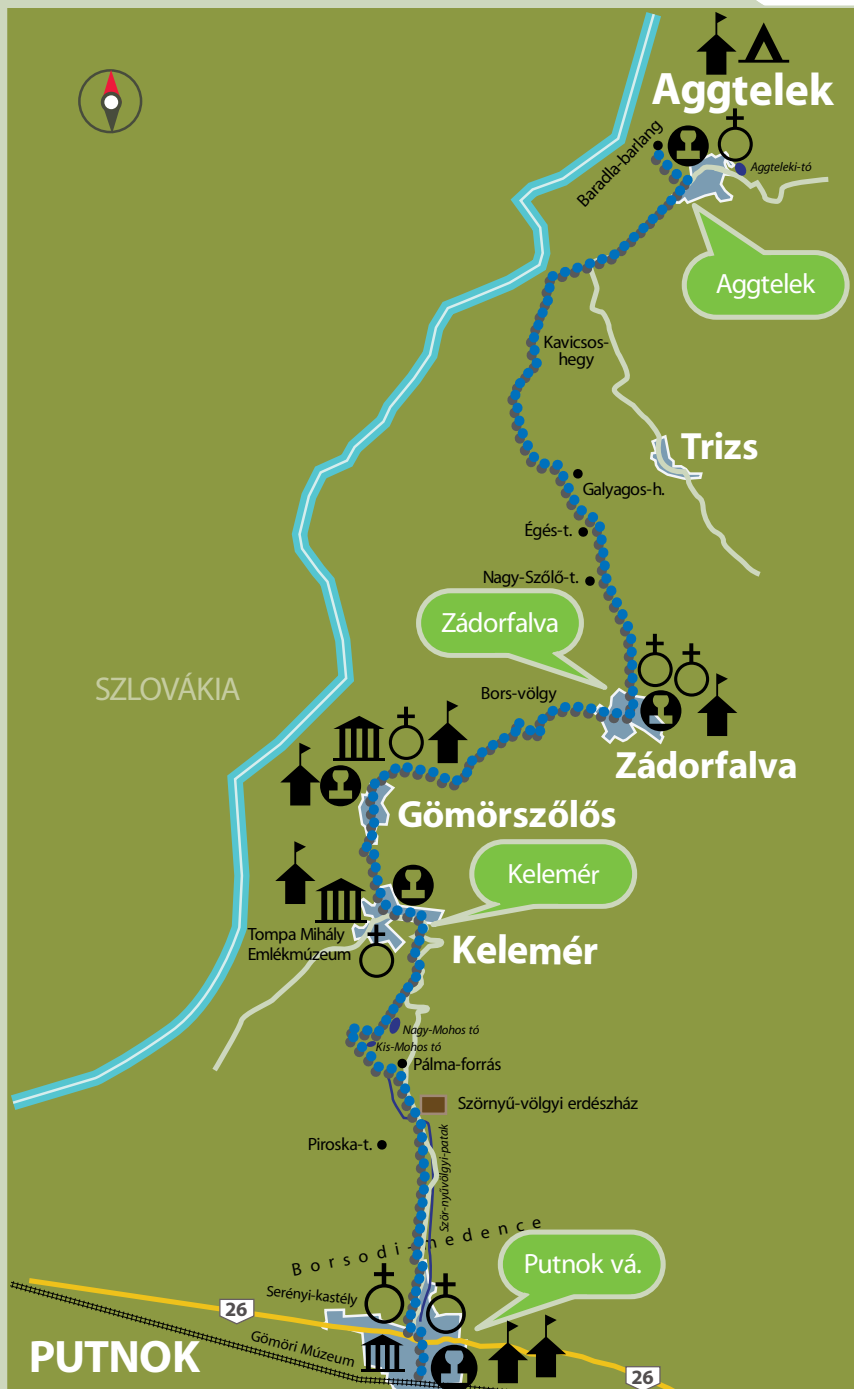 Aggtelek
Baradla-barlang
Aggteleki-tó
Aggtelek
Kavicsos-
hegy
Trizs
Galyagos-h.
Égés-t.
Nagy-Szőlő-t.
Zádorfalva
SZLOVÁKIA
Bors-völgy
Zádorfalva
Gömörszőlős
Kelemér
Tompa Mihály
Emlékmúzeum
Kelemér
Nagy-Mohos tó
Kis-Mohos tó
Pálma-forrás
Szörnyű-völgyi erdészház
Piroska-t.
Ször-nyűvölgyi-patak
Borsodi-medence
Putnok vá.
Serényi-kastély
26
Gömöri Múzeum
PUTNOK
26